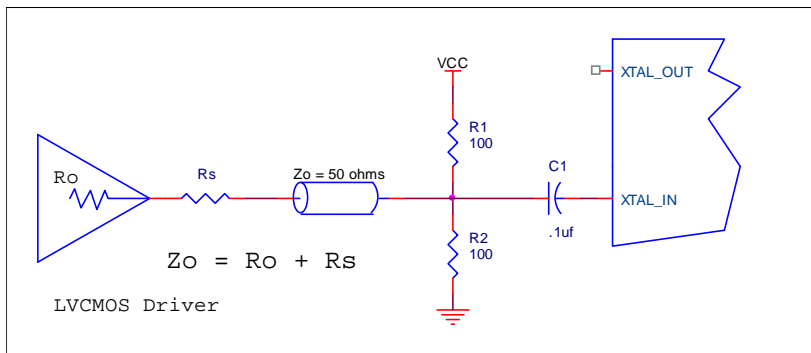 VCC
XTAL_OUT
R1
100
Ro
Rs
Zo = 50 ohms
C1
XTAL_IN
.1uf
R2
100
Zo = Ro + Rs
LVCMOS Driver